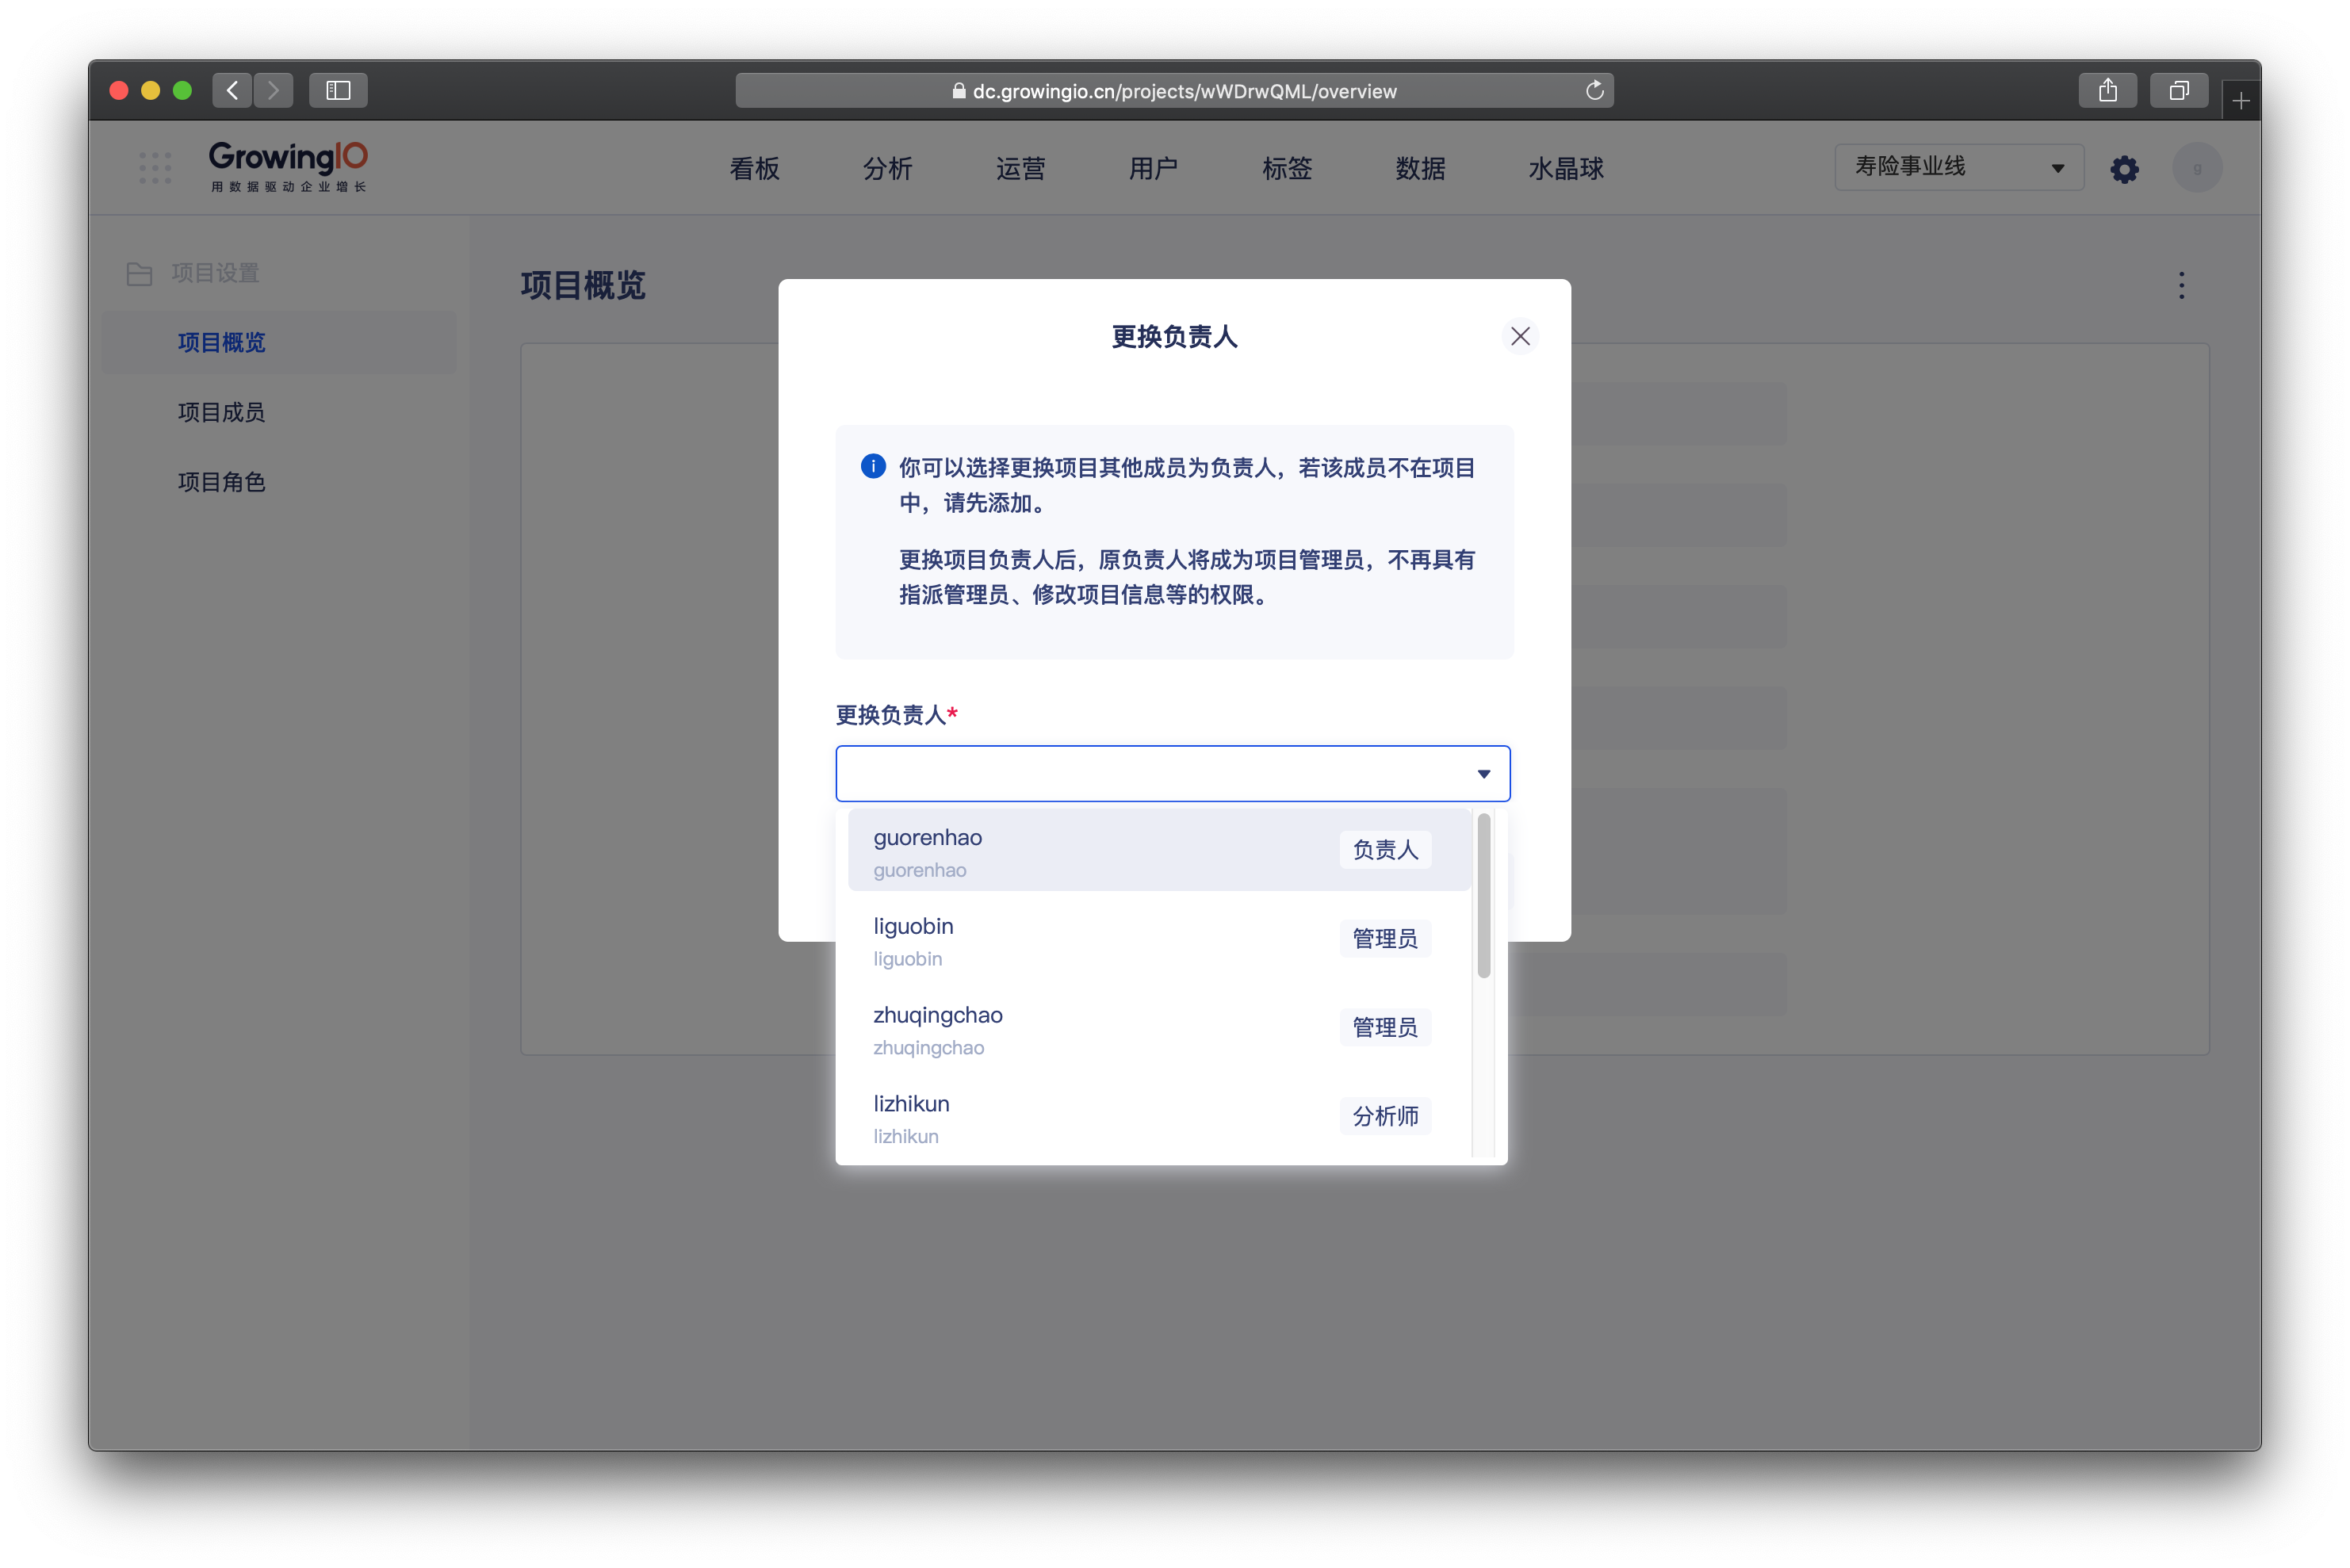 dc.growingio.cn/projects/wWDrwQML/overview
GrowingIO
用数据驱动企业增长
看板
分析
运营
用户
标签
数据
水晶球
寿险事业线
g
项目设置
项目概览
项目成员
项目角色
项目概览
更换负责人
你可以选择更换项目其他成员为负责人，若该成员不在项目
中，请先添加。
更换项目负责人后，原负责人将成为项目管理员，不再具有
指派管理员、修改项目信息等的权限。
更换负责人*
guorenhao
guorenhao
负责人
liguobin
liguobin
管理员
zhuqingchao
zhuqingchao
管理员
lizhikun
lizhikun
分析师